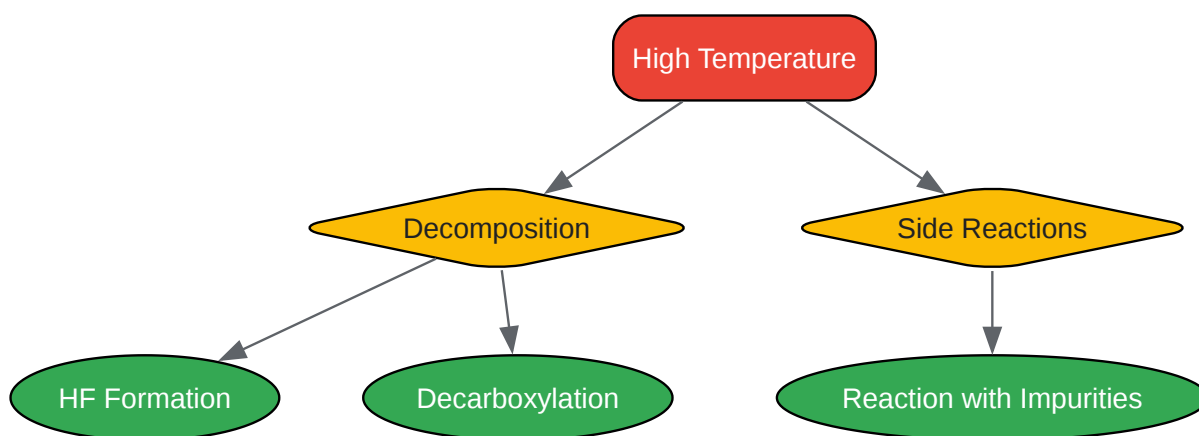 High Temperature
Decomposition
Side Reactions
HF Formation
Decarboxylation
Reaction with Impurities